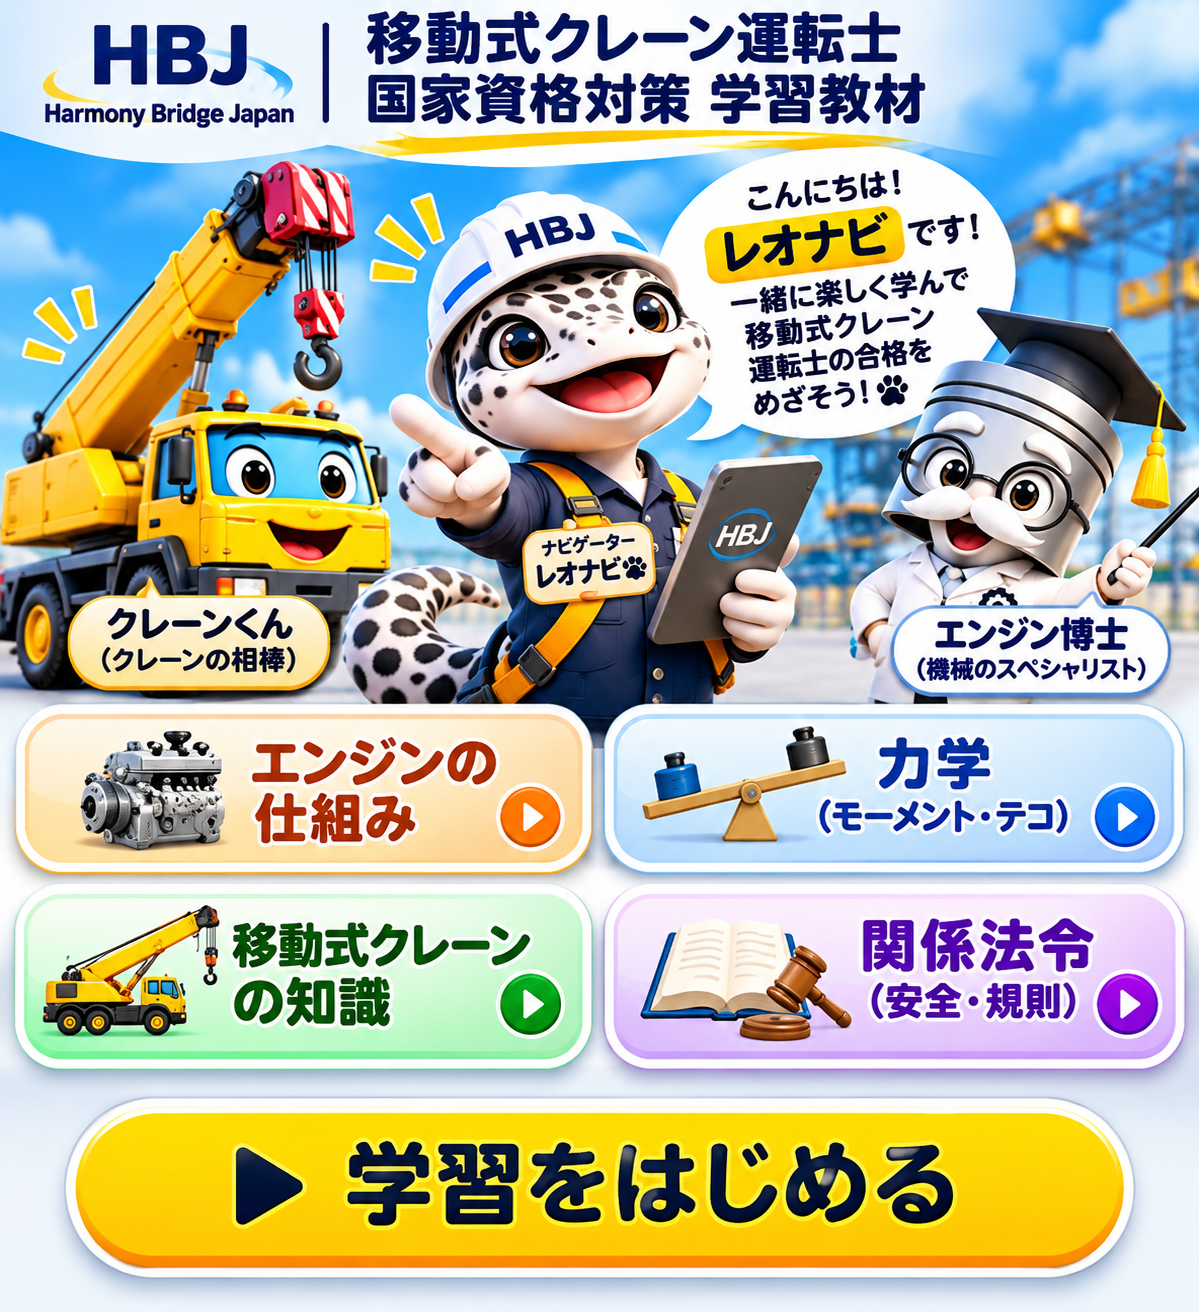 HBJ
Harmony Bridge Japan
移動式クレーン運転士
国家資格対策 学習教材
こんにちは!
レオナビ です!
一緒に楽しく学んで
移動式クレーン
運転士の合格を
めざそう!
HBJ
ナビゲーター
レオナビ
HBJ
クレーンくん
(クレーンの相棒)
エンジン博士
(機械のスペシャリスト)
エンジンの
仕組み
力学
(モーメント・テコ)
移動式クレーン
の知識
関係法令
(安全・規則)
学習をはじめる